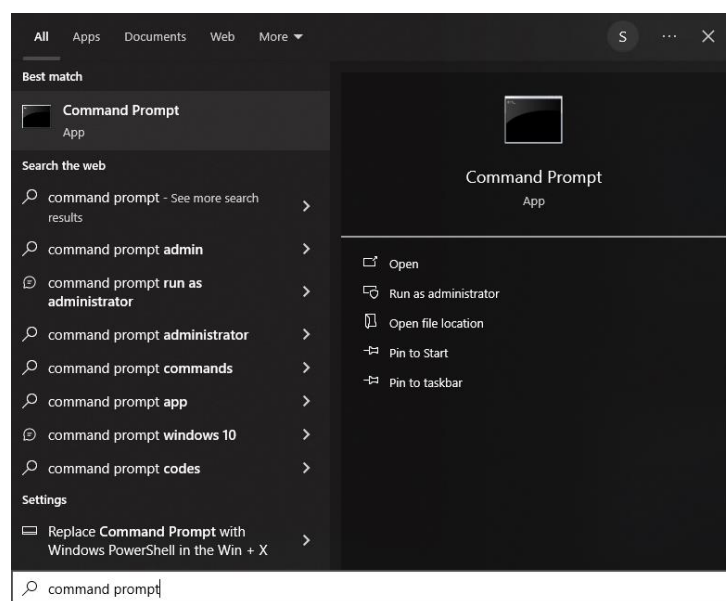 All Apps Documents Web More S ...
Best match
Command Prompt
App
Search the web
command prompt - See more search
results
command prompt admin
command prompt run as
administrator
command prompt administrator
command prompt commands
command prompt app
command prompt windows 10
command prompt codes
Settings
Replace Command Prompt with
Windows PowerShell in the Win + X
Command Prompt
App
Open
Run as administrator
Open file location
Pin to Start
Pin to taskbar
command prompt